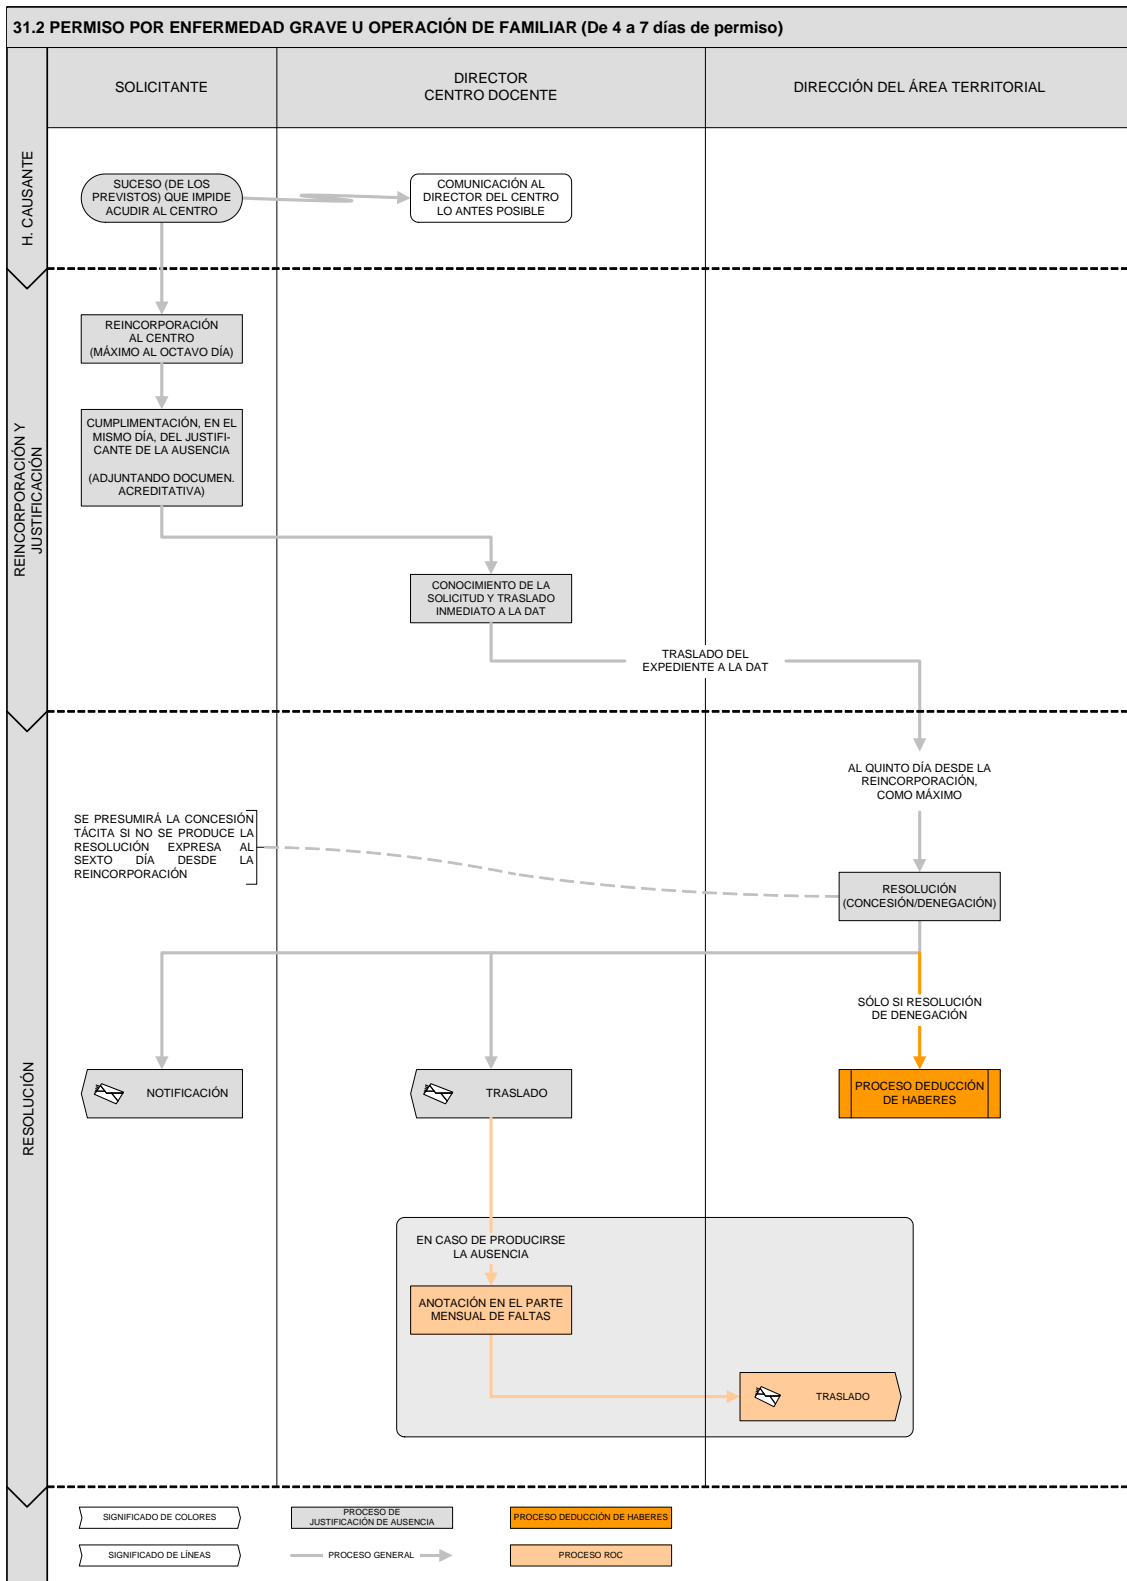 31.2 PERMISO POR ENFERMEDAD GRAVE U OPERACIÓN DE FAMILIAR (De 4 a 7 días de permiso)
SOLICITANTE
DIRECTOR
CENTRO DOCENTE
DIRECCIÓN DEL ÁREA TERRITORIAL
H. CAUSANTE
SUCESO (DE LOS
PREVISTOS) QUE IMPIDE
ACUDIR AL CENTRO
COMUNICACIÓN AL
DIRECTOR DEL CENTRO
LO ANTES POSIBLE
REINCORPORACIÓN Y
JUSTIFICACIÓN
REINCORPORACIÓN
AL CENTRO
(MÁXIMO AL OCTAVO DÍA)
CUMPLIMENTACIÓN, EN EL
MISMO DÍA, DEL JUSTIFI-
CANTE DE LA AUSENCIA
(ADJUNTANDO DOCUMEN.
ACREDITATIVA)
CONOCIMIENTO DE LA
SOLICITUD Y TRASLADO
INMEDIATO A LA DAT
TRASLADO DEL
EXPEDIENTE A LA DAT
RESOLUCIÓN
AL QUINTO DÍA DESDE LA
REINCORPORACIÓN,
COMO MÁXIMO
SE PRESUMIRÁ LA CONCESIÓN
TÁCITA SI NO SE PRODUCE LA
RESOLUCIÓN EXPRESA AL
SEXTO DÍA DESDE LA
REINCORPORACIÓN
RESOLUCIÓN
(CONCESIÓN/DENEGACIÓN)
SÓLO SI RESOLUCIÓN
DE DENEGACIÓN
NOTIFICACIÓN
TRASLADO
PROCESO DEDUCCIÓN
DE HABERES
EN CASO DE PRODUCIRSE
LA AUSENCIA
ANOTACIÓN EN EL PARTE
MENSUAL DE FALTAS
TRASLADO
SIGNIFICADO DE COLORES
PROCESO DE
JUSTIFICACIÓN DE AUSENCIA
PROCESO DEDUCCIÓN DE HABERES
SIGNIFICADO DE LÍNEAS
PROCESO GENERAL
PROCESO ROC